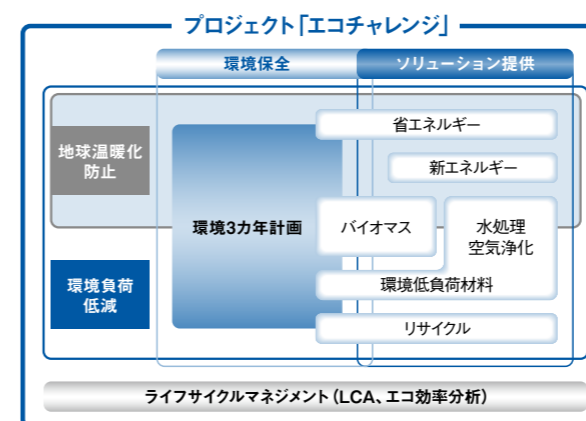 プロジェクト「エコチャレンジ」
環境保全
ソリューション提供
地球温暖化
防止
省エネルギー
新エネルギー
環境3カ年計画
バイオマス
水処理
空気浄化
環境負荷
低減
環境低負荷材料
リサイクル
ライフサイクルマネジメント（LCA、エコ効率分析）